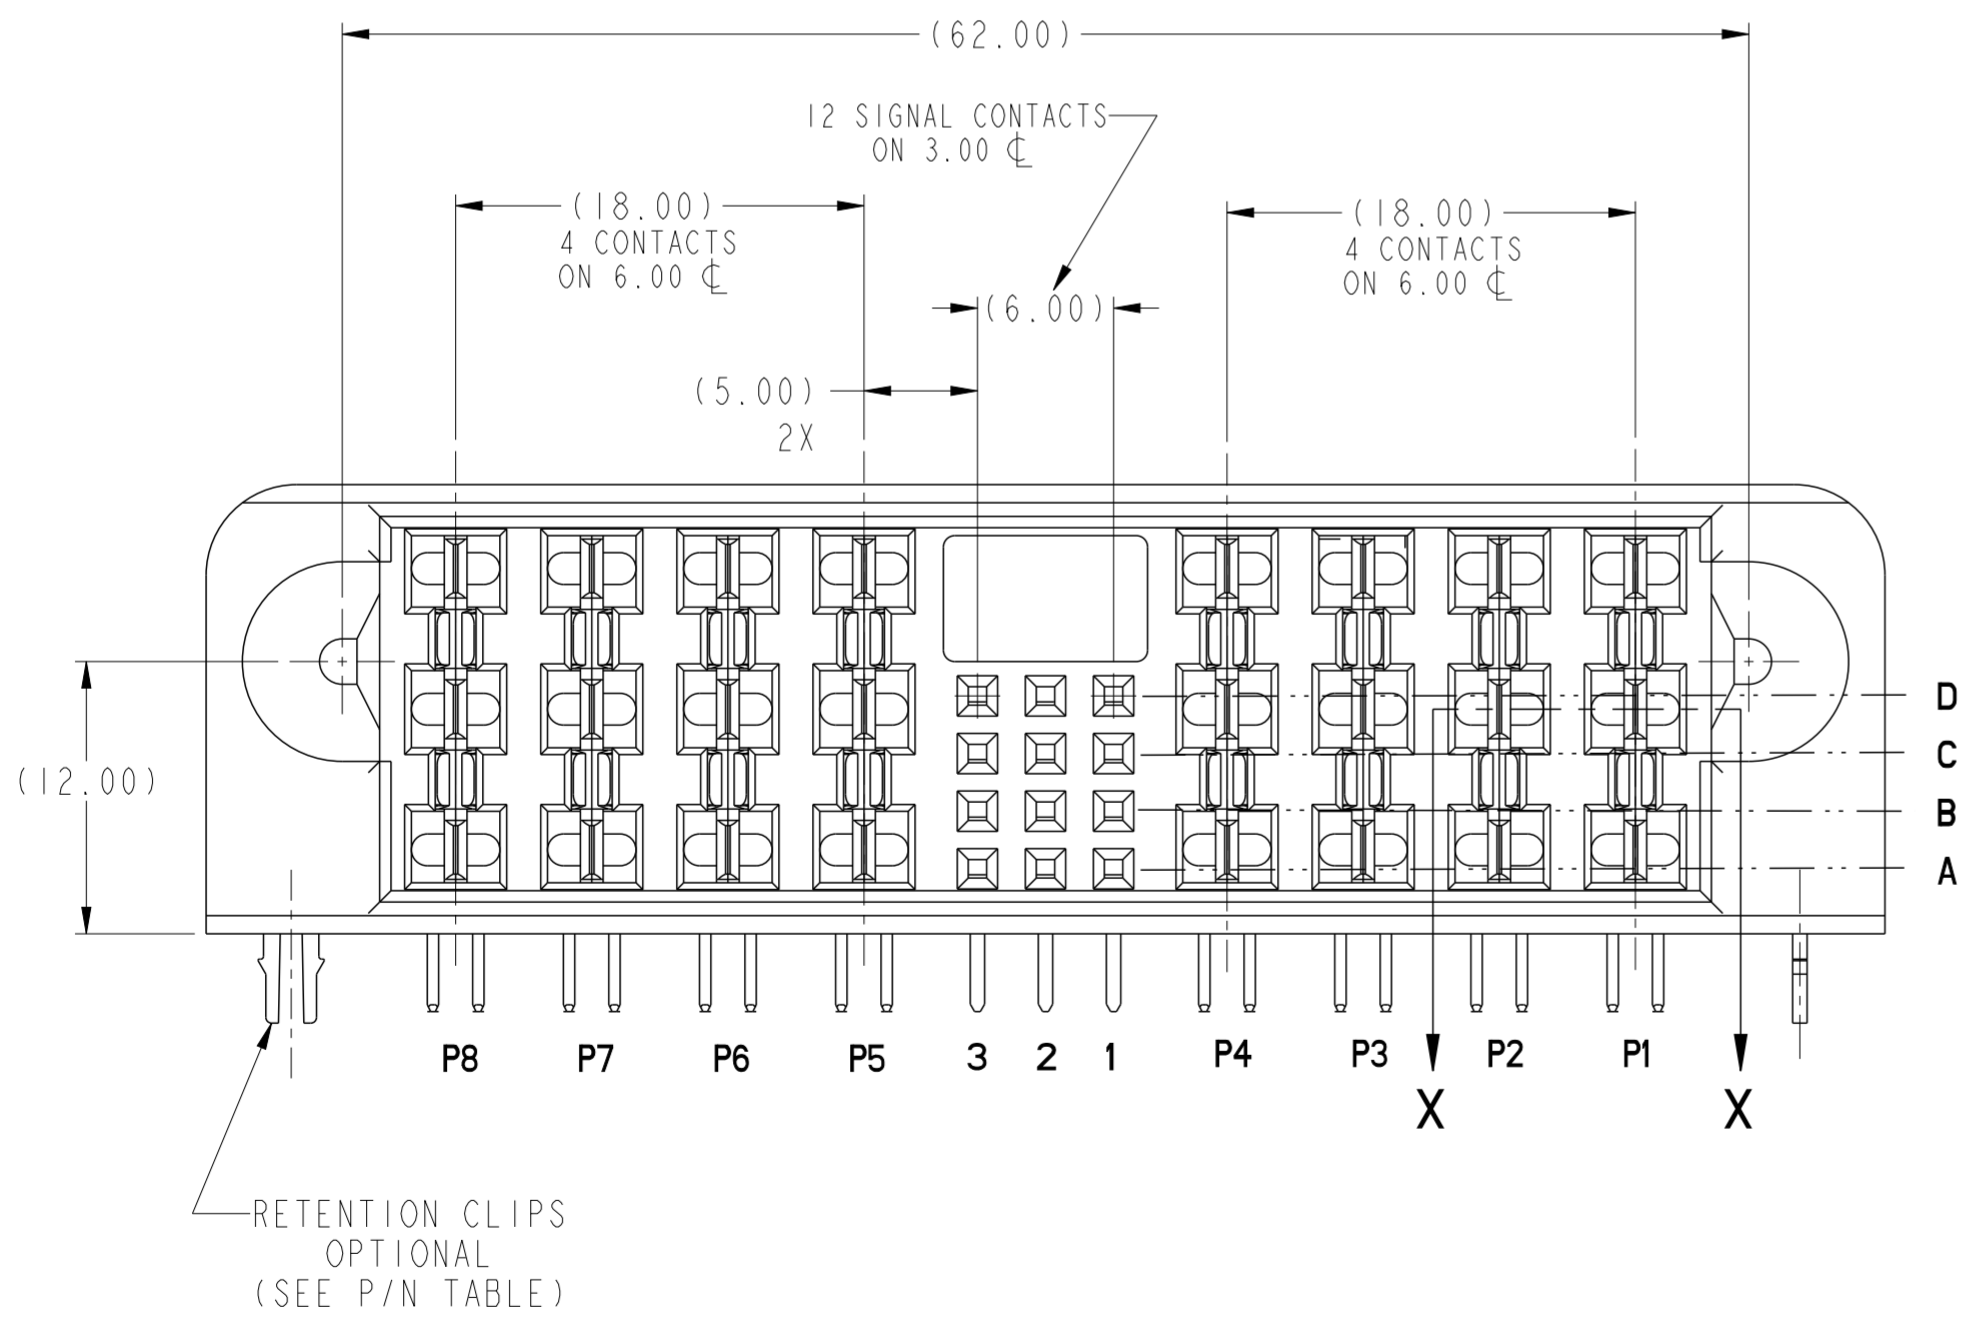 (62.00)
12 SIGNAL CONTACTS
ON 3.00 ℄
(18.00)
4 CONTACTS
ON 6.00 ℄
(18.00)
4 CONTACTS
ON 6.00 ℄
(6.00)
(5.00)
2X
(12.00)
D
C
B
A
P8 P7 P6 P5 3 2 1 P4 P3 P2 P1
X X
RETENTION CLIPS
OPTIONAL
(SEE P/N TABLE)